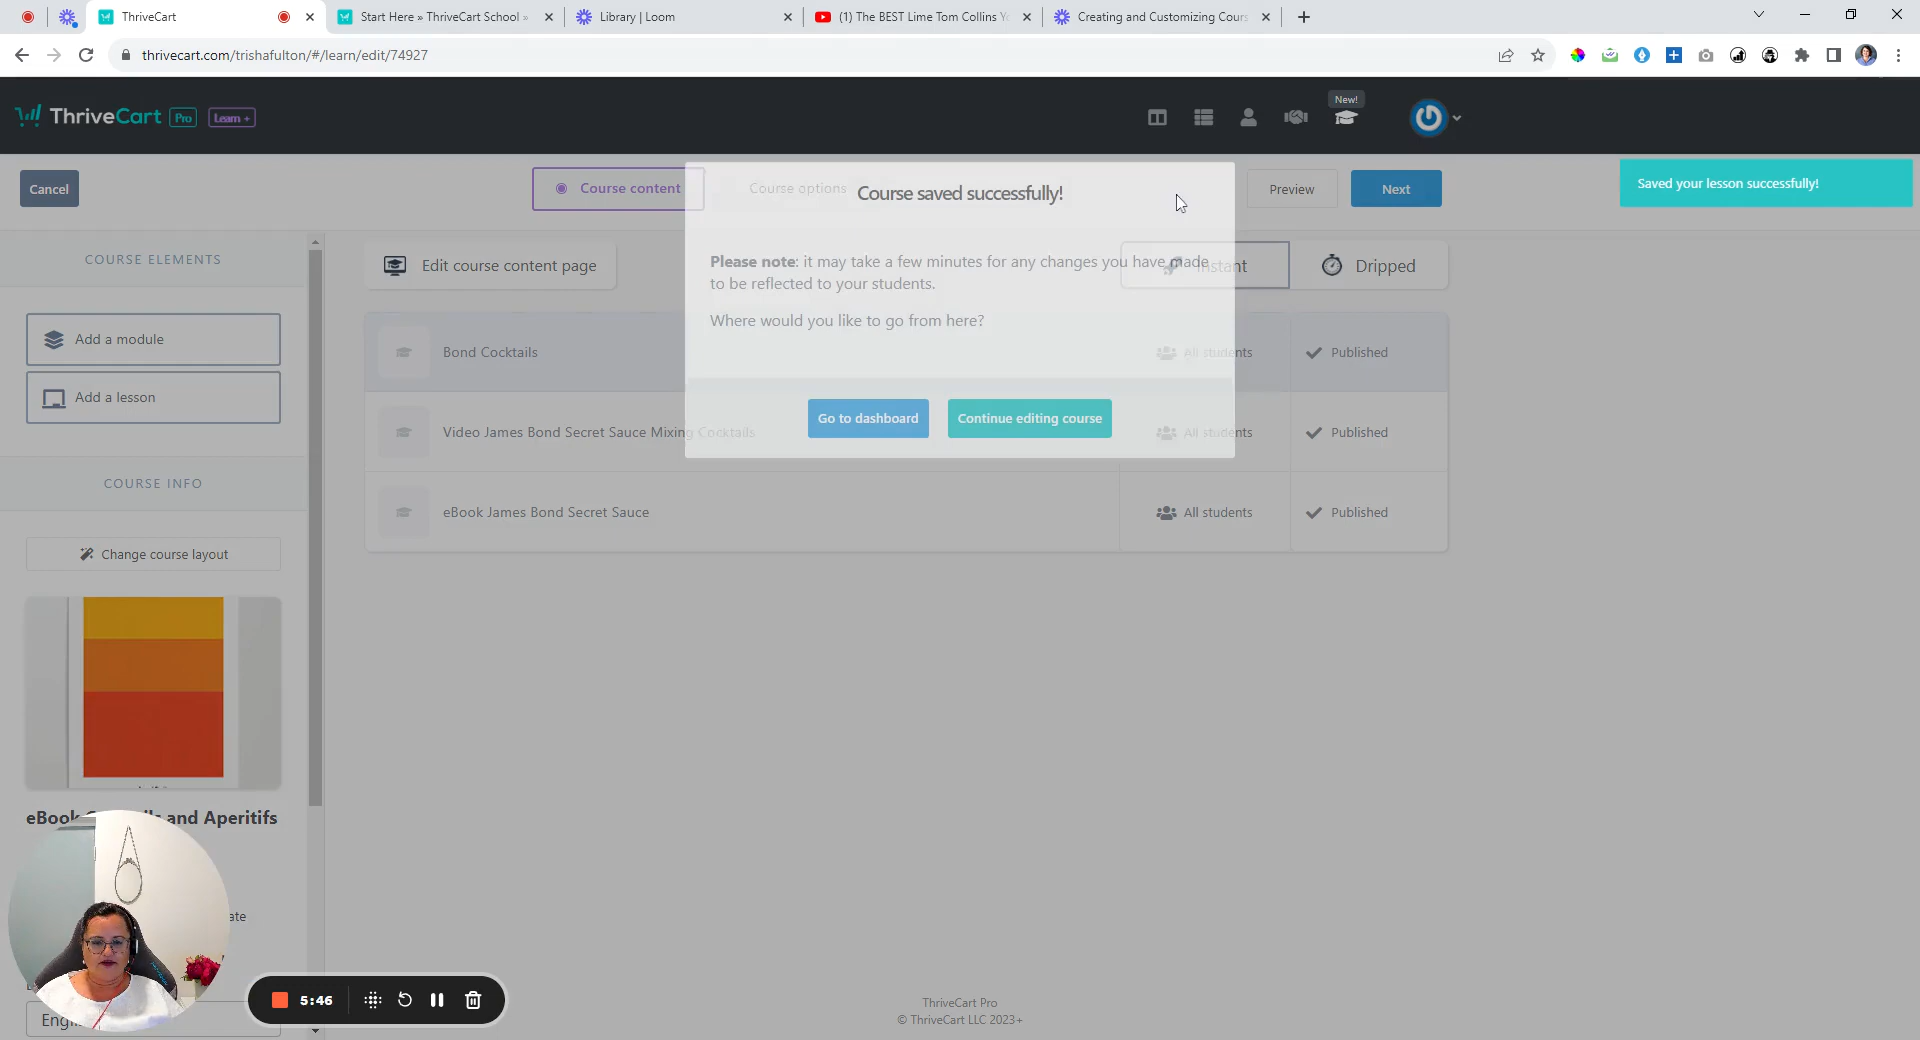 ThriveCart
Start Here » ThriveCart School »
Library | Loom
(1) The BEST Lime Tom Collins Y
Creating and Customizing Cours
thrivecart.com/trishafulton/#/learn/edit/74927
ThriveCart Pro Learn +
New!
Cancel
Course content
Course options
Preview
Next
Saved your lesson successfully!
Course saved successfully!
Please note: it may take a few minutes for any changes you have made
to be reflected to your students.
Where would you like to go from here?
Go to dashboard
Continue editing course
COURSE ELEMENTS
Add a module
Add a lesson
COURSE INFO
Change course layout
eBook and Aperitifs
Edit course content page
Instant
Dripped
Bond Cocktails
All students
Published
Video James Bond Secret Sauce Mixing Cocktails
All students
Published
eBook James Bond Secret Sauce
All students
Published
5:46
ThriveCart Pro
© ThriveCart LLC 2023+